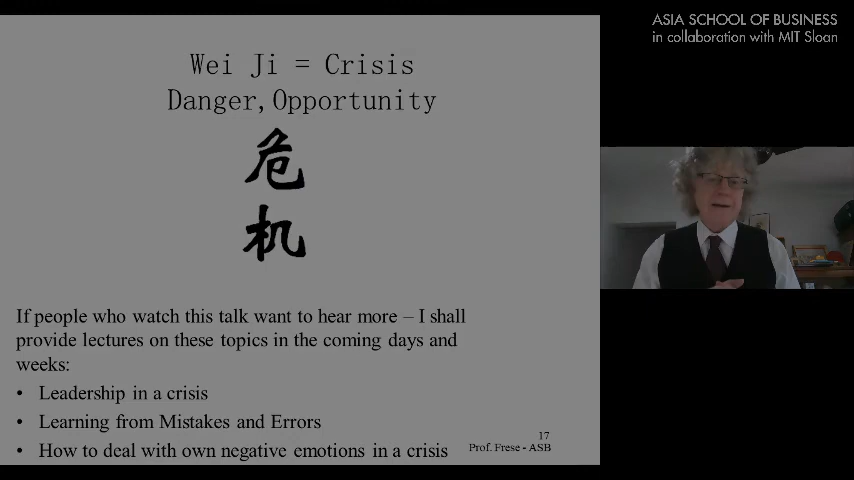 ASIA SCHOOL OF BUSINESS
in collaboration with MIT Sloan
Wei Ji = Crisis
Danger,Opportunity
危
机
If people who watch this talk want to hear more – I shall
provide lectures on these topics in the coming days and
weeks:
• Leadership in a crisis
• Learning from Mistakes and Errors
• How to deal with own negative emotions in a crisis
17
Prof. Frese - ASB